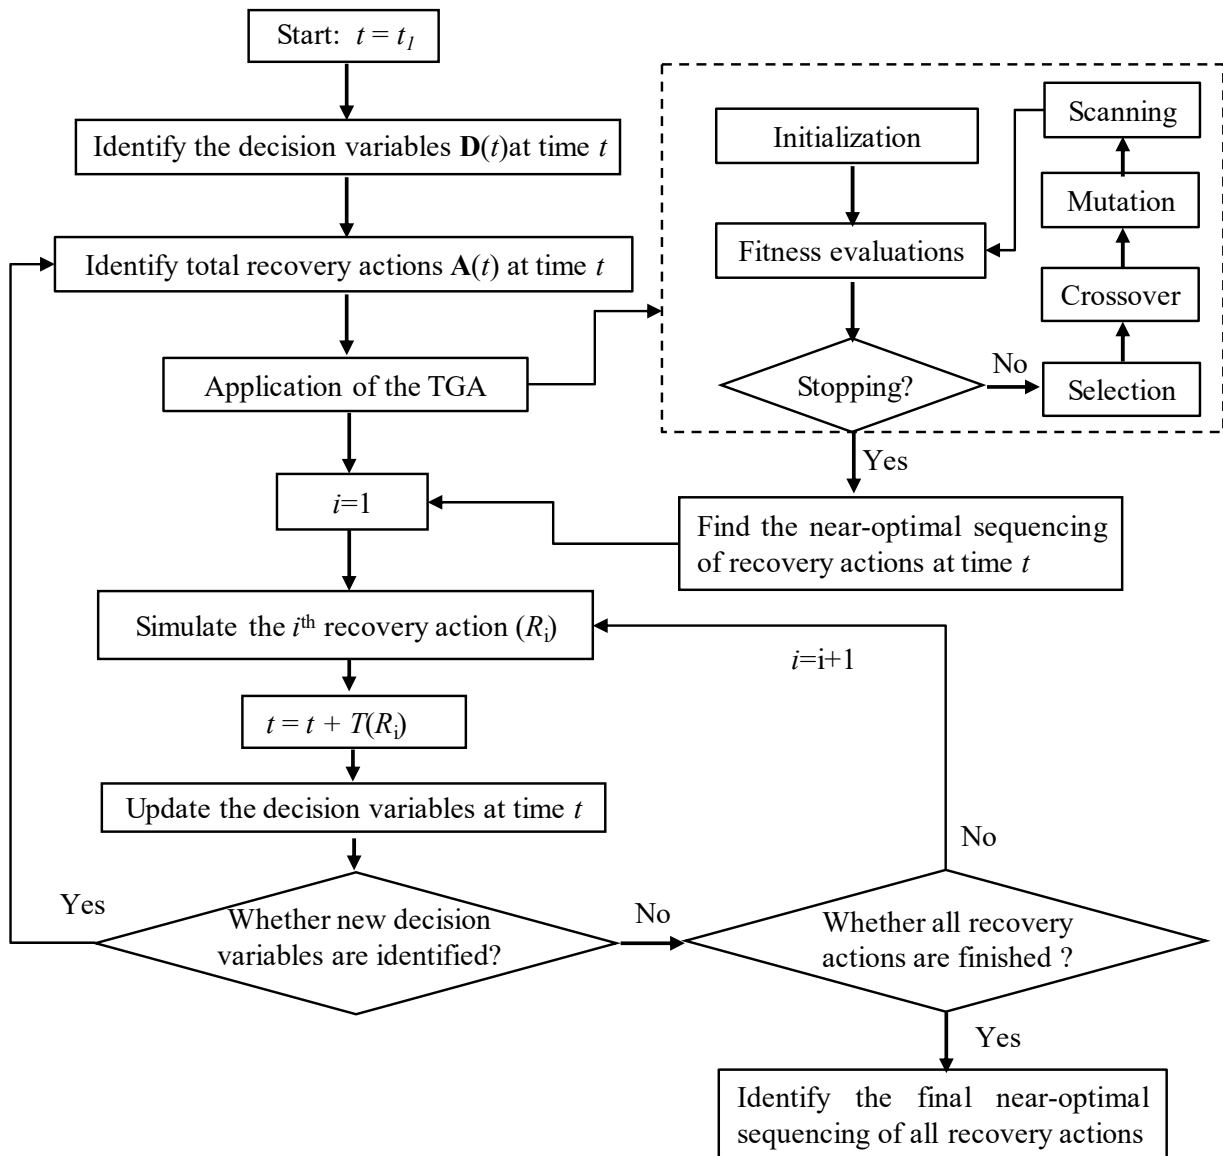 Start: t = t1
Identify the decision variables D(t)at time t
Identify total recovery actions A(t) at time t
Application of the TGA
Initialization
Fitness evaluations
Stopping?
No
Selection
Crossover
Mutation
Scanning
Yes
Find the near-optimal sequencing
of recovery actions at time t
i=1
Simulate the ith recovery action (Ri)
i=i+1
t = t + T(Ri)
Update the decision variables at time t
Yes
Whether new decision
variables are identified?
No
Whether all recovery
actions are finished ?
No
Yes
Identify the final near-optimal
sequencing of all recovery actions